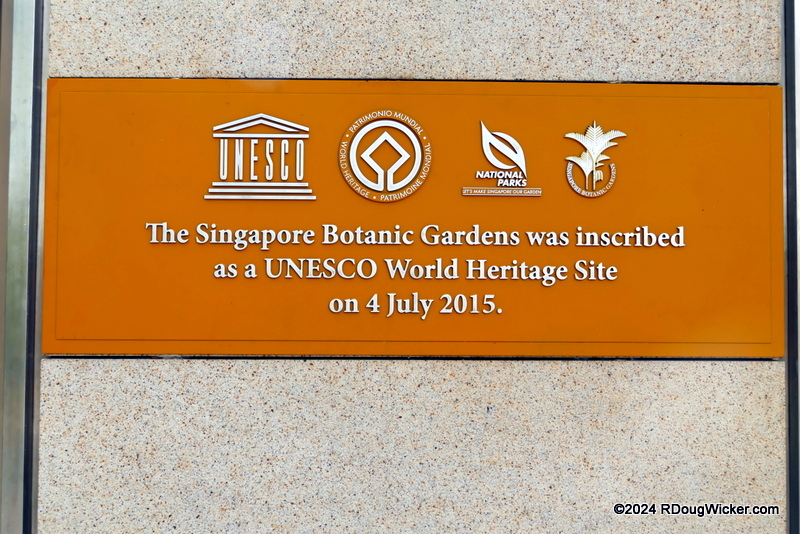 UNESCO
WORLD HERITAGE • PATRIMONIO MUNDIAL • PATRIMOINE MONDIAL •
NATIONAL
PARKS
LET'S MAKE SINGAPORE OUR GARDEN
SINGAPORE BOTANIC GARDENS
The Singapore Botanic Gardens was inscribed
as a UNESCO World Heritage Site
on 4 July 2015.
©2024 RDougWicker.com